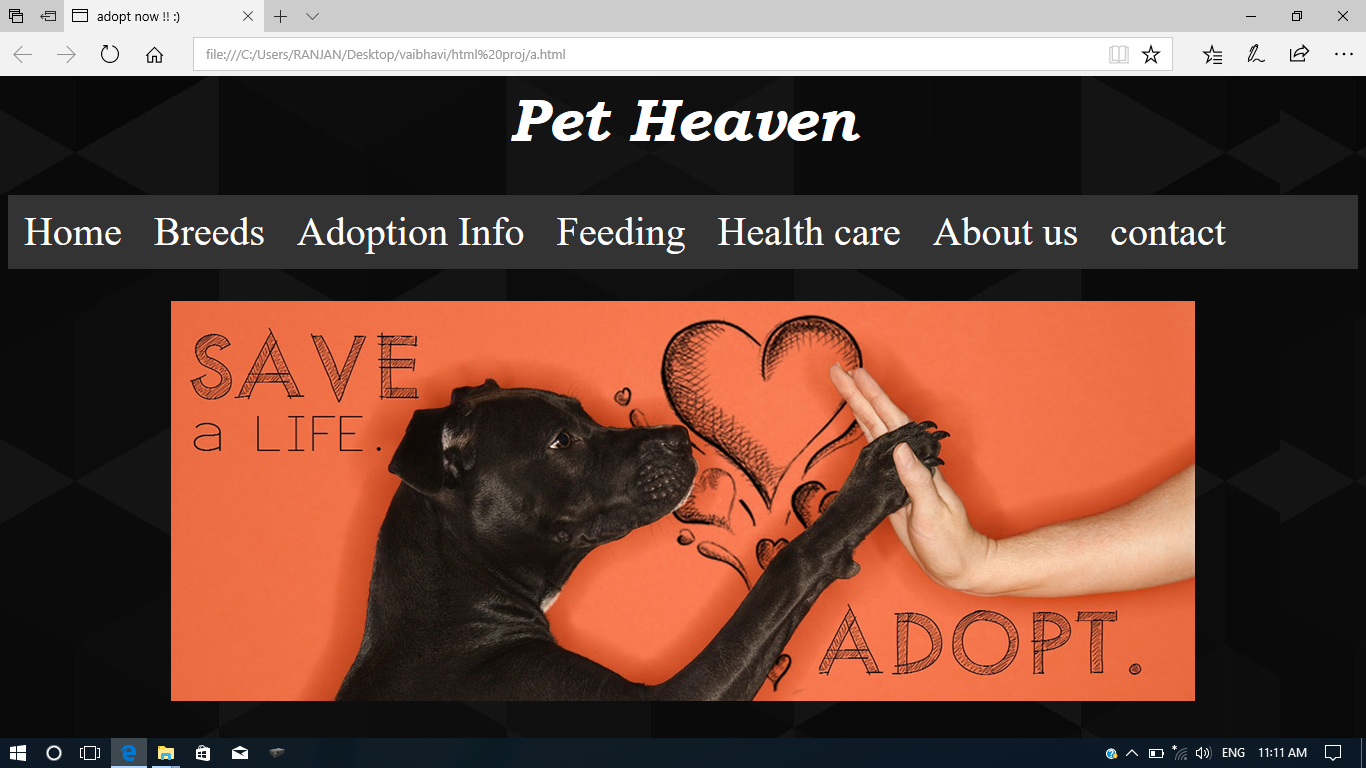 adopt now !! :)
file:///C:/Users/RANJAN/Desktop/vaibhavi/html%20proj/a.html
Pet Heaven
Home Breeds Adoption Info Feeding Health care About us contact
SAVE
a LIFE.
ADOPT.
ENG 11:11 AM